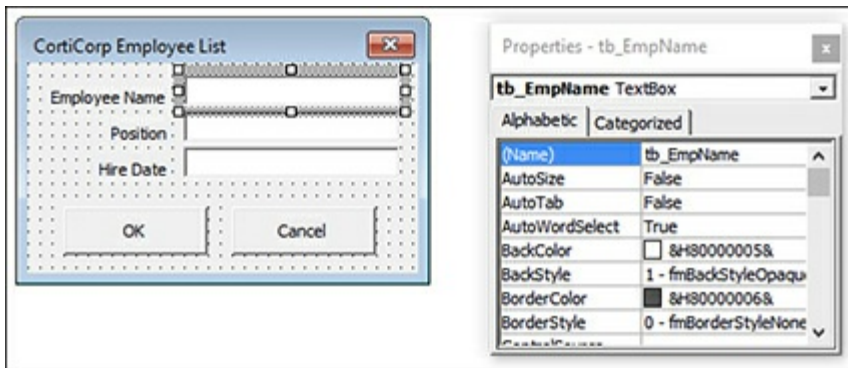 CortiCorp Employee List
Employee Name
Position
Hire Date
OK
Cancel
Properties - tb_EmpName
x
tb_EmpName TextBox
Alphabetic
Categorized
(Name) tb_EmpName
AutoSize False
AutoTab False
AutoWordSelect True
BackColor &H80000005&
BackStyle 1 - fmBackStyleOpaqu
BorderColor &H80000006&
BorderStyle 0 - fmBorderStyleNone